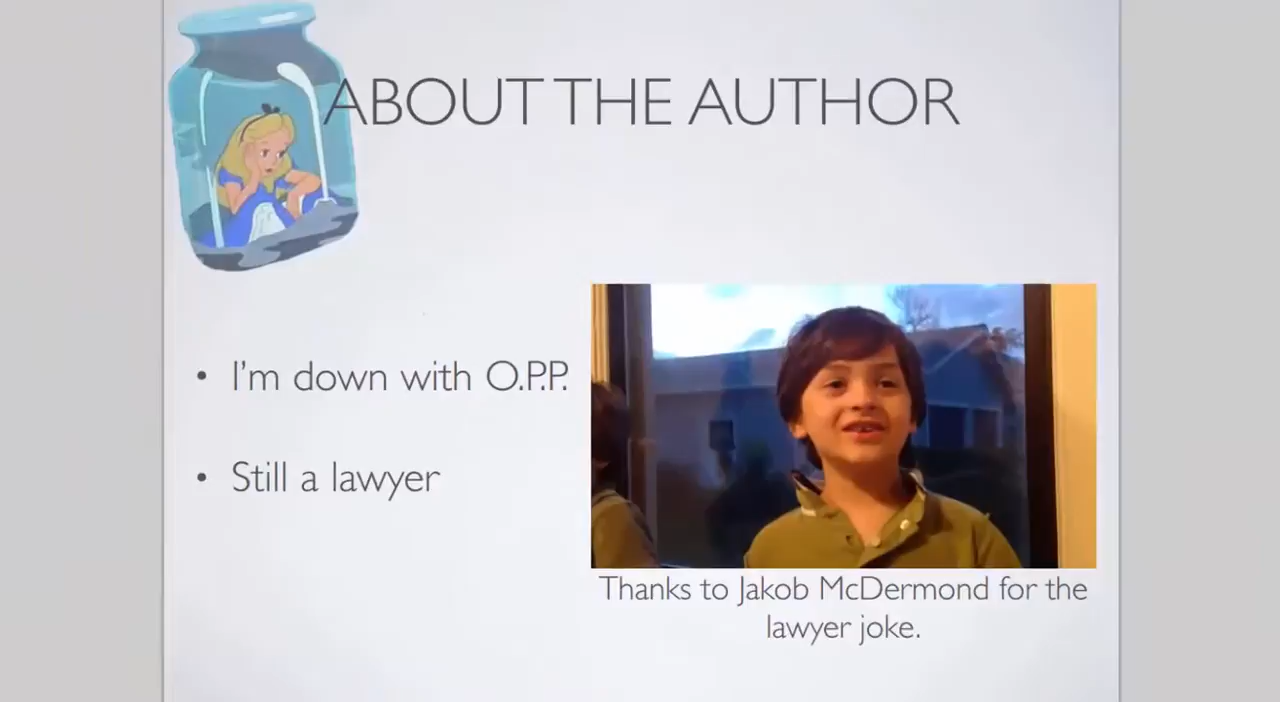 ABOUT THE AUTHOR
• I'm down with O.P.P.
• Still a lawyer
Thanks to Jakob McDermond for the
lawyer joke.